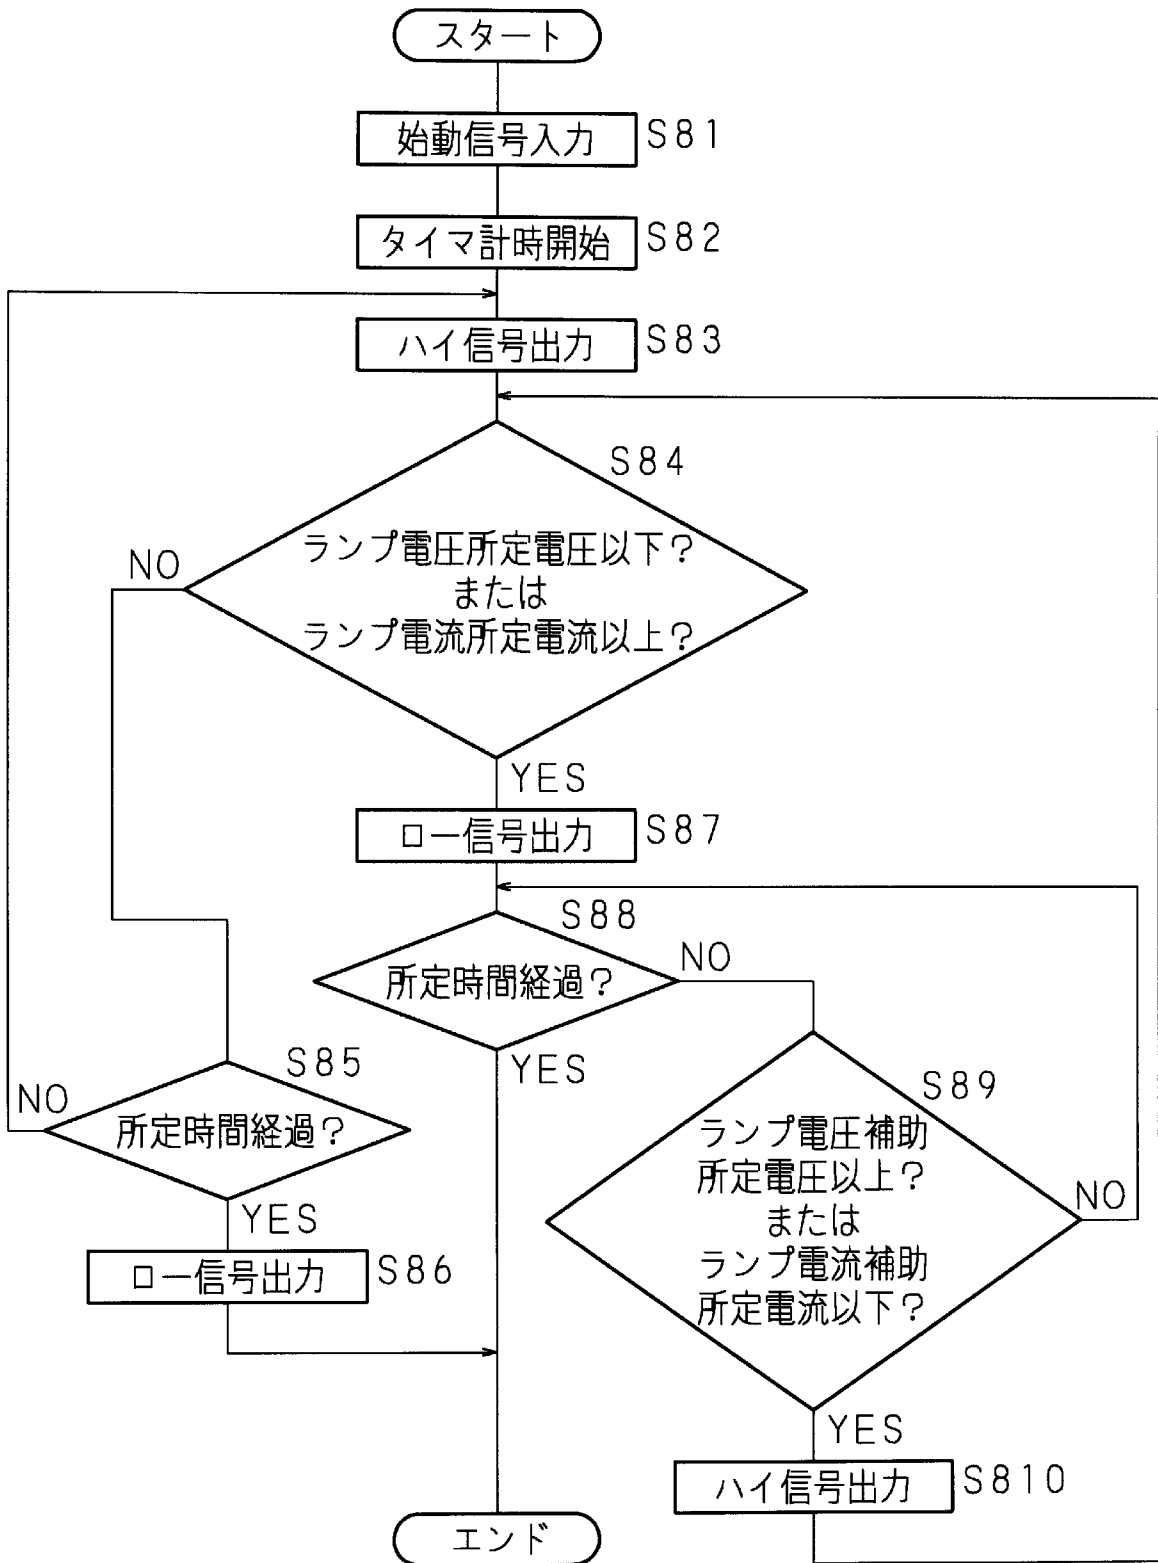 スタート
始動信号入力 S81
タイマ計時開始 S82
ハイ信号出力 S83
S84
NO
ランプ電圧所定電圧以下?
または
ランプ電流所定電流以上?
YES
ロー信号出力 S87
S88
所定時間経過?
NO
YES
S85
NO
所定時間経過?
YES
ロー信号出力 S86
S89
ランプ電圧補助
所定電圧以上?
または
ランプ電流補助
所定電流以下?
NO
YES
ハイ信号出力 S810
エンド